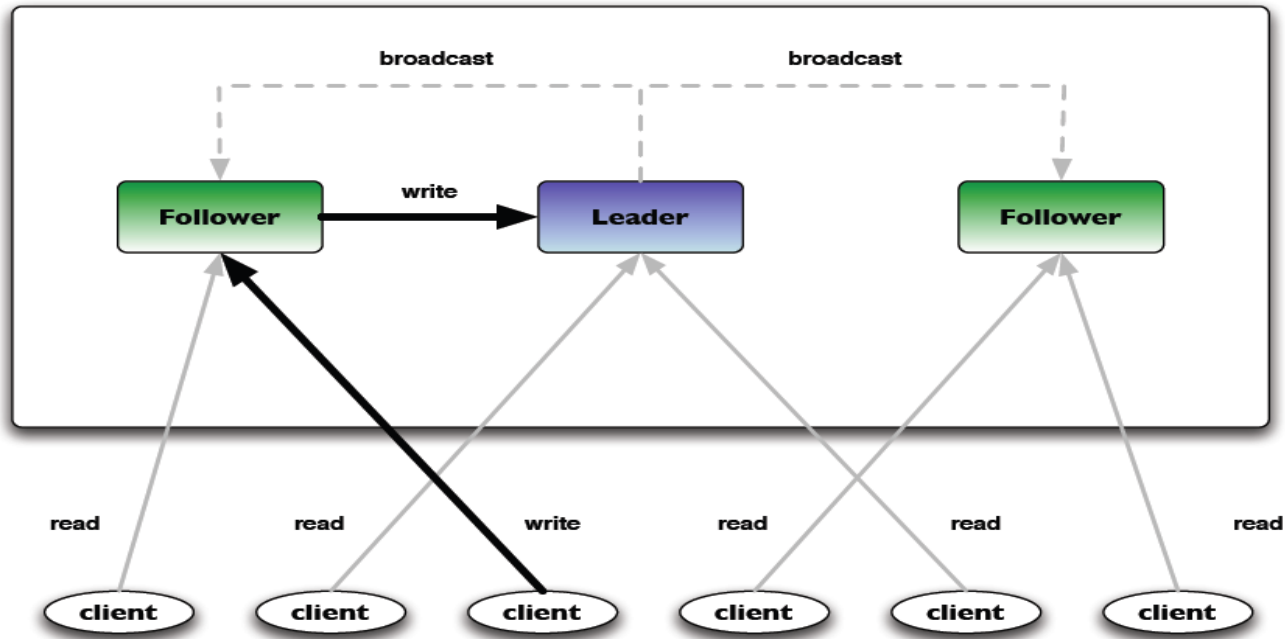 broadcast broadcast
write
Follower Leader Follower
read read write read read read
client client client client client client